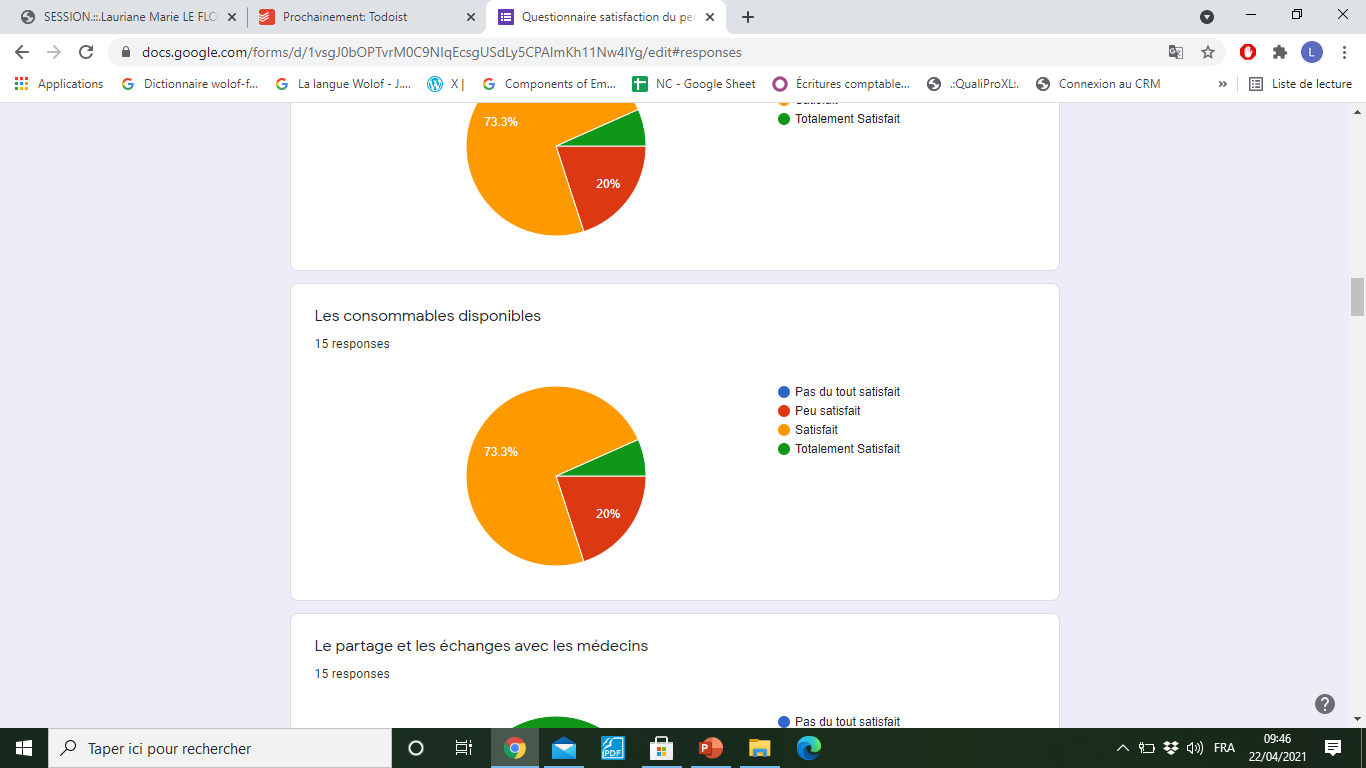 SESSION.::.Lauriane Marie LE FLO
Prochainement: Todoist
Questionnaire satisfaction du per
docs.google.com/forms/d/1vsgJ0bOPTvrM0C9NIqEcsgUSdLy5CPAlmKh11Nw4lYg/edit#responses
L
Applications
Dictionnaire wolof-f...
La langue Wolof - J....
X |
Components of Em...
NC - Google Sheet
Écritures comptable...
.:QualiProXL:.
Connexion au CRM
»
Liste de lecture
Satisfait
Totalement Satisfait
73.3%
20%
Les consommables disponibles
15 responses
Pas du tout satisfait
Peu satisfait
Satisfait
Totalement Satisfait
73.3%
20%
Le partage et les échanges avec les médecins
15 responses
Pas du tout satisfait
Taper ici pour rechercher
PDF
FRA
09:46
22/04/2021